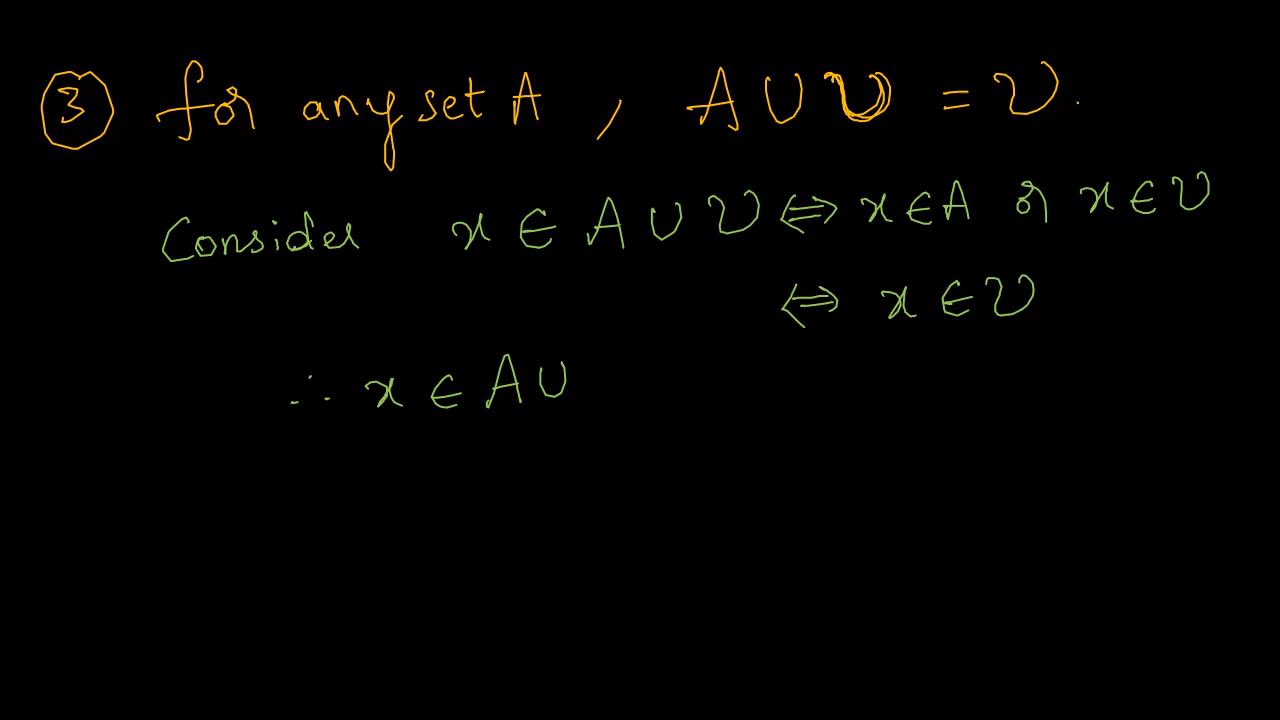 ③ for any set A , A ∪ U = U .
Consider x ∈ A ∪ U ⇔ x ∈ A or x ∈ U
⇔ x ∈ U
∴ x ∈ A ∪